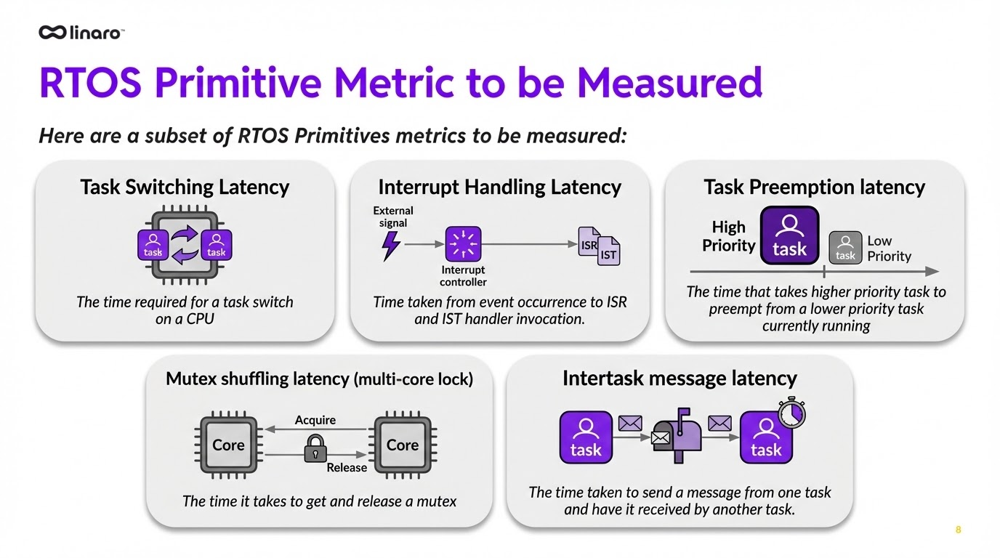 linaro™
RTOS Primitive Metric to be Measured
Here are a subset of RTOS Primitives metrics to be measured:
Task Switching Latency
task
task
The time required for a task switch
on a CPU
Interrupt Handling Latency
External
signal
Interrupt
controller
ISR
IST
Time taken from event occurrence to ISR
and IST handler invocation.
Task Preemption latency
High
Priority
task
task
Low
Priority
The time that takes higher priority task to
preempt from a lower priority task
currently running
Mutex shuffling latency (multi-core lock)
Core
Acquire
Release
Core
The time it takes to get and release a mutex
Intertask message latency
task
task
The time taken to send a message from one task
and have it received by another task.
8